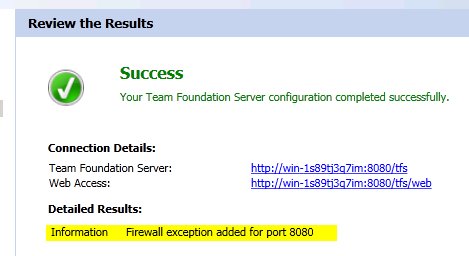 Review the Results
Success
Your Team Foundation Server configuration completed successfully.
Connection Details:
Team Foundation Server: http://win-1s89tj3q7im:8080/tfs
Web Access: http://win-1s89tj3q7im:8080/tfs/web
Detailed Results:
Information Firewall exception added for port 8080